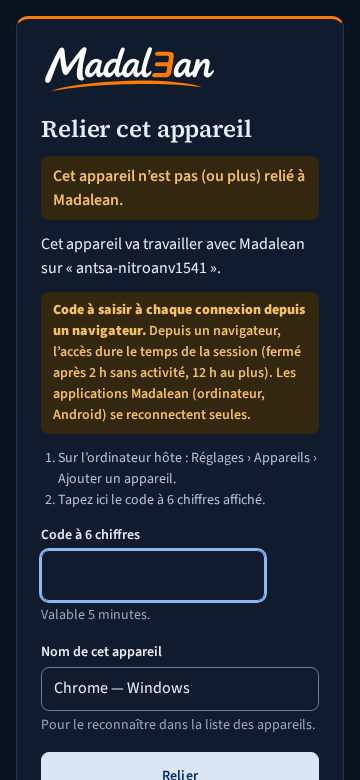 MadalЗan
Relier cet appareil
Cet appareil n’est pas (ou plus) relié à
Madalean.
Cet appareil va travailler avec Madalean
sur « antsa-nitroanv1541 ».
Code à saisir à chaque connexion depuis
un navigateur. Depuis un navigateur,
l’accès dure le temps de la session (fermé
après 2 h sans activité, 12 h au plus). Les
applications Madalean (ordinateur,
Android) se reconnectent seules.
1. Sur l’ordinateur hôte : Réglages › Appareils ›
Ajouter un appareil.
2. Tapez ici le code à 6 chiffres affiché.
Code à 6 chiffres
Valable 5 minutes.
Nom de cet appareil
Chrome — Windows
Pour le reconnaître dans la liste des appareils.
Relier